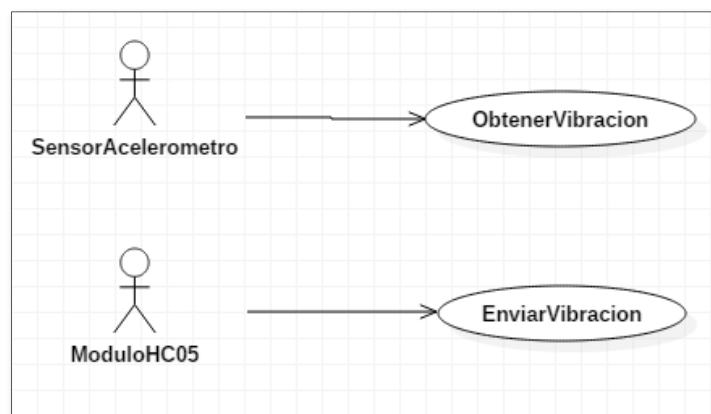 ObtenerVibracion
SensorAcelerometro
EnviarVibracion
ModuloHC05